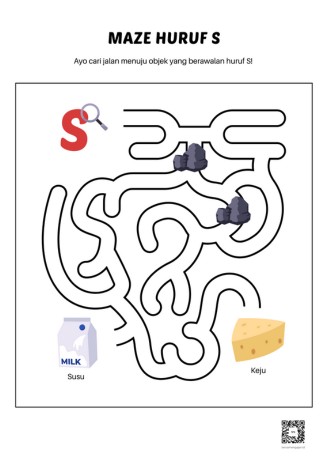 MAZE HURUF S
Ayo cari jalan menuju objek yang berawalan huruf S!
S
MILK
Susu
Keju